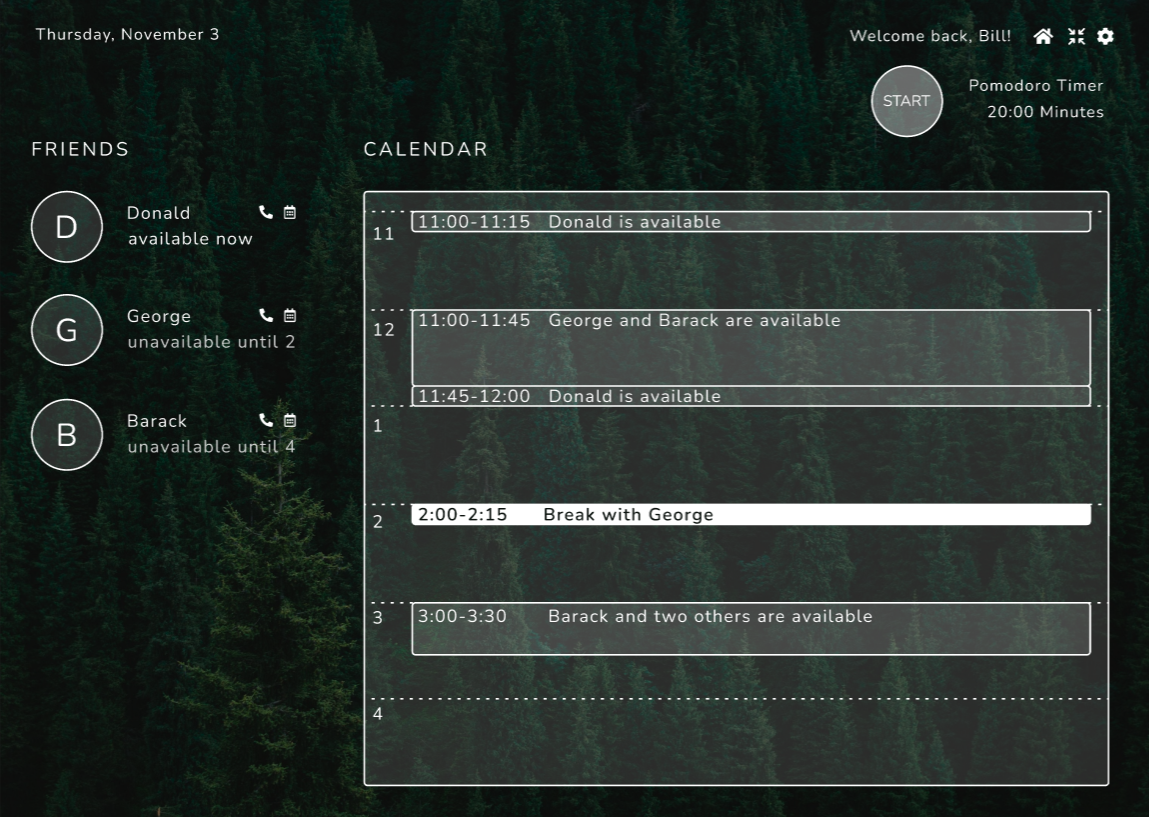 Thursday, November 3
Welcome back, Bill!
START
Pomodoro Timer
20:00 Minutes
FRIENDS
D
Donald
available now
G
George
unavailable until 2
B
Barack
unavailable until 4
CALENDAR
11
11:00-11:15 Donald is available
12
11:00-11:45 George and Barack are available
11:45-12:00 Donald is available
1
2
2:00-2:15 Break with George
3
3:00-3:30 Barack and two others are available
4